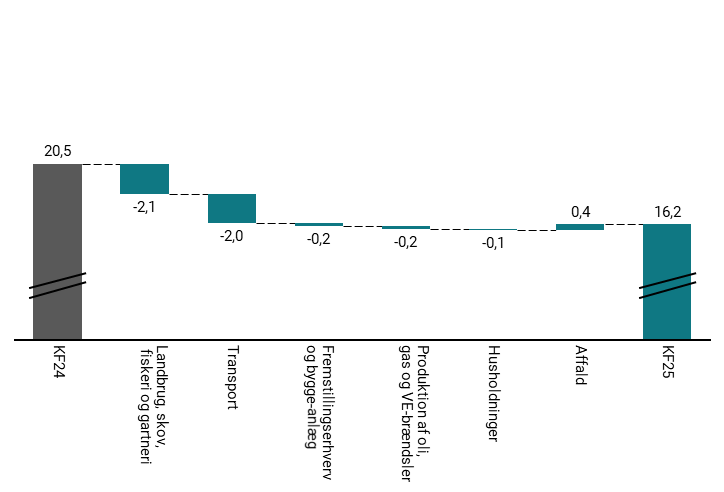 20,5
-2,1
-2,0
-0,2
-0,2
-0,1
0,4
16,2
KF24
Landbrug, skov,
fiskeri og gartneri
Transport
Fremstillingserhverv
og bygge-anlæg
Produktion af oli,
gas og VE-brændsler
Husholdninger
Affald
KF25